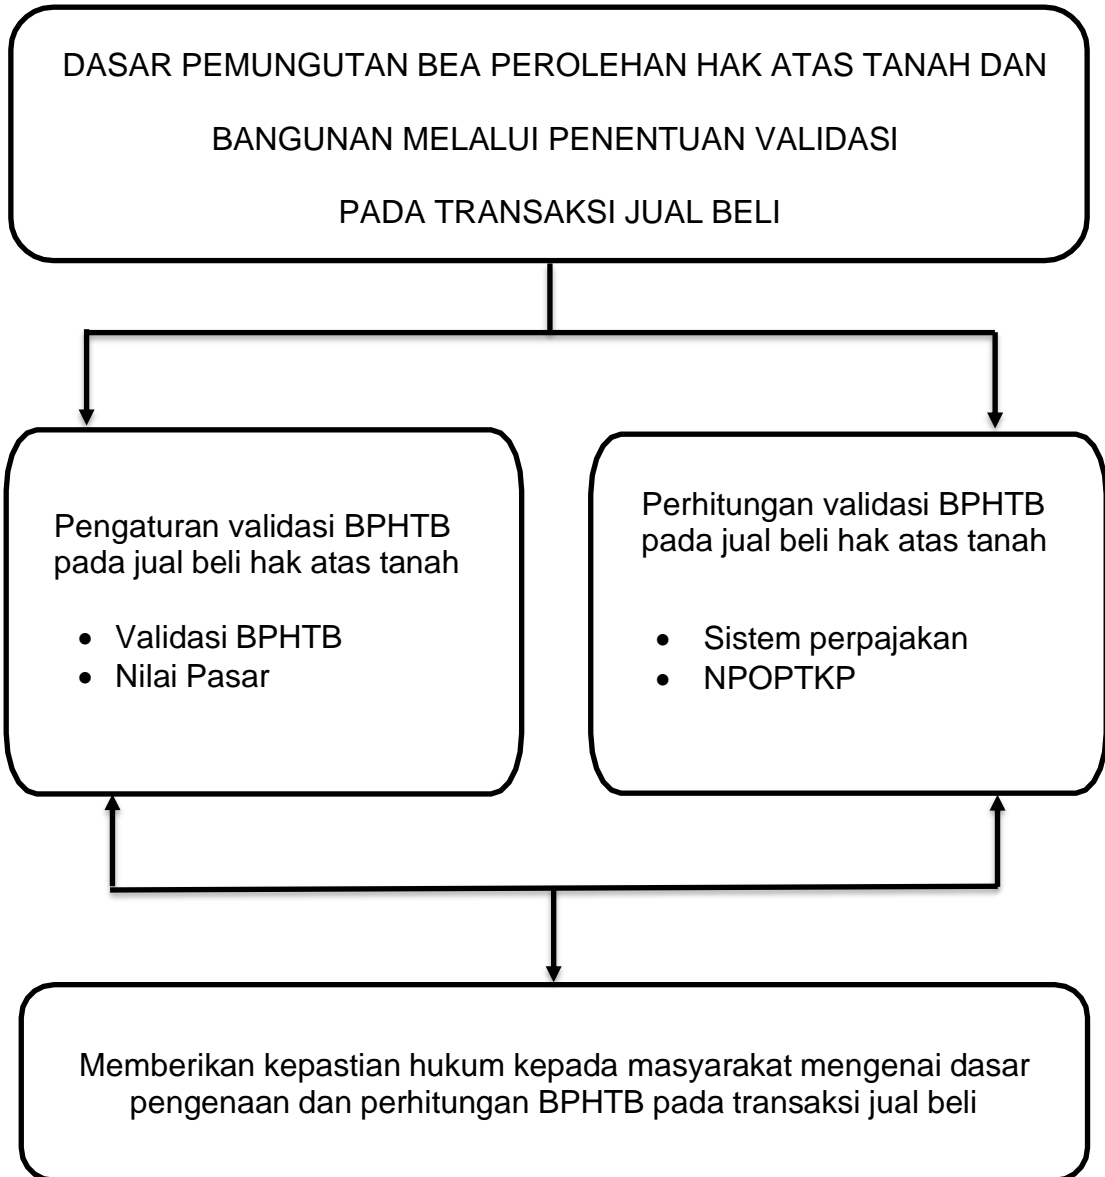 DASAR PEMUNGUTAN BEA PEROLEHAN HAK ATAS TANAH DAN
BANGUNAN MELALUI PENENTUAN VALIDASI
PADA TRANSAKSI JUAL BELI
Pengaturan validasi BPHTB
pada jual beli hak atas tanah
• Validasi BPHTB
• Nilai Pasar
Perhitungan validasi BPHTB
pada jual beli hak atas tanah
• Sistem perpajakan
• NPOPTKP
Memberikan kepastian hukum kepada masyarakat mengenai dasar
pengenaan dan perhitungan BPHTB pada transaksi jual beli